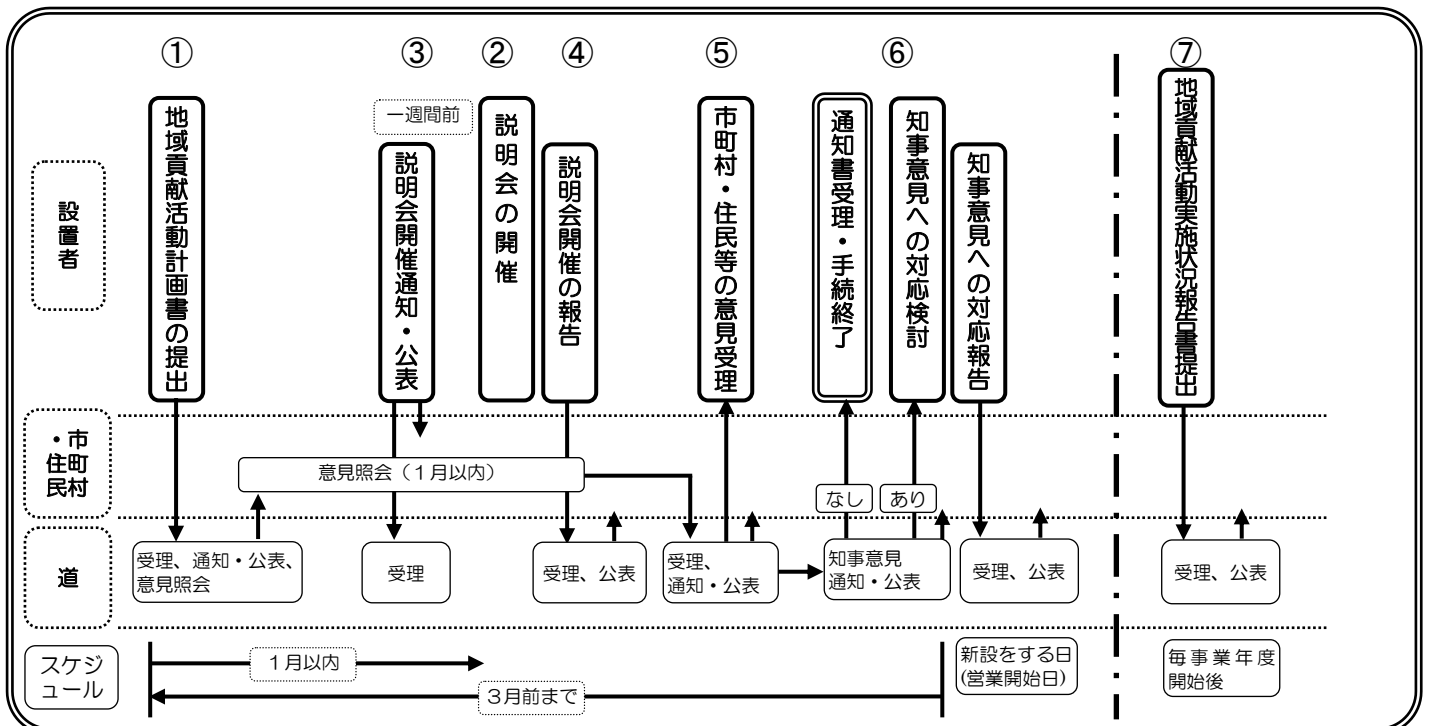 ①
③
②
④
⑤
⑥
⑦
設置者
地域貢献活動計画書の提出
一週間前
説明会開催通知・公表
説明会の開催
説明会開催の報告
市町村・住民等の意見受理
通知書受理・手続終了
知事意見への対応検討
知事意見への対応報告
地域貢献活動実施状況報告書提出
市町村
・住民
意見照会（１月以内）
なし
あり
道
受理、通知・公表、
意見照会
受理
受理、公表
受理、
通知・公表
知事意見
通知・公表
受理、公表
受理、公表
スケジ
ュール
１月以内
３月前まで
新設をする日
(営業開始日)
毎事業年度
開始後